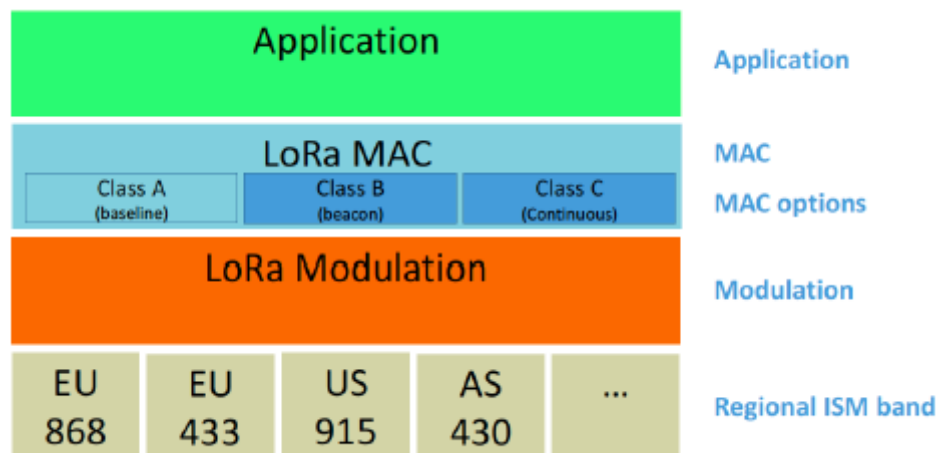 Application
Application
LoRa MAC
MAC
Class A
(baseline)
Class B
(beacon)
Class C
(Continuous)
MAC options
LoRa Modulation
Modulation
EU
868
EU
433
US
915
AS
430
...
Regional ISM band